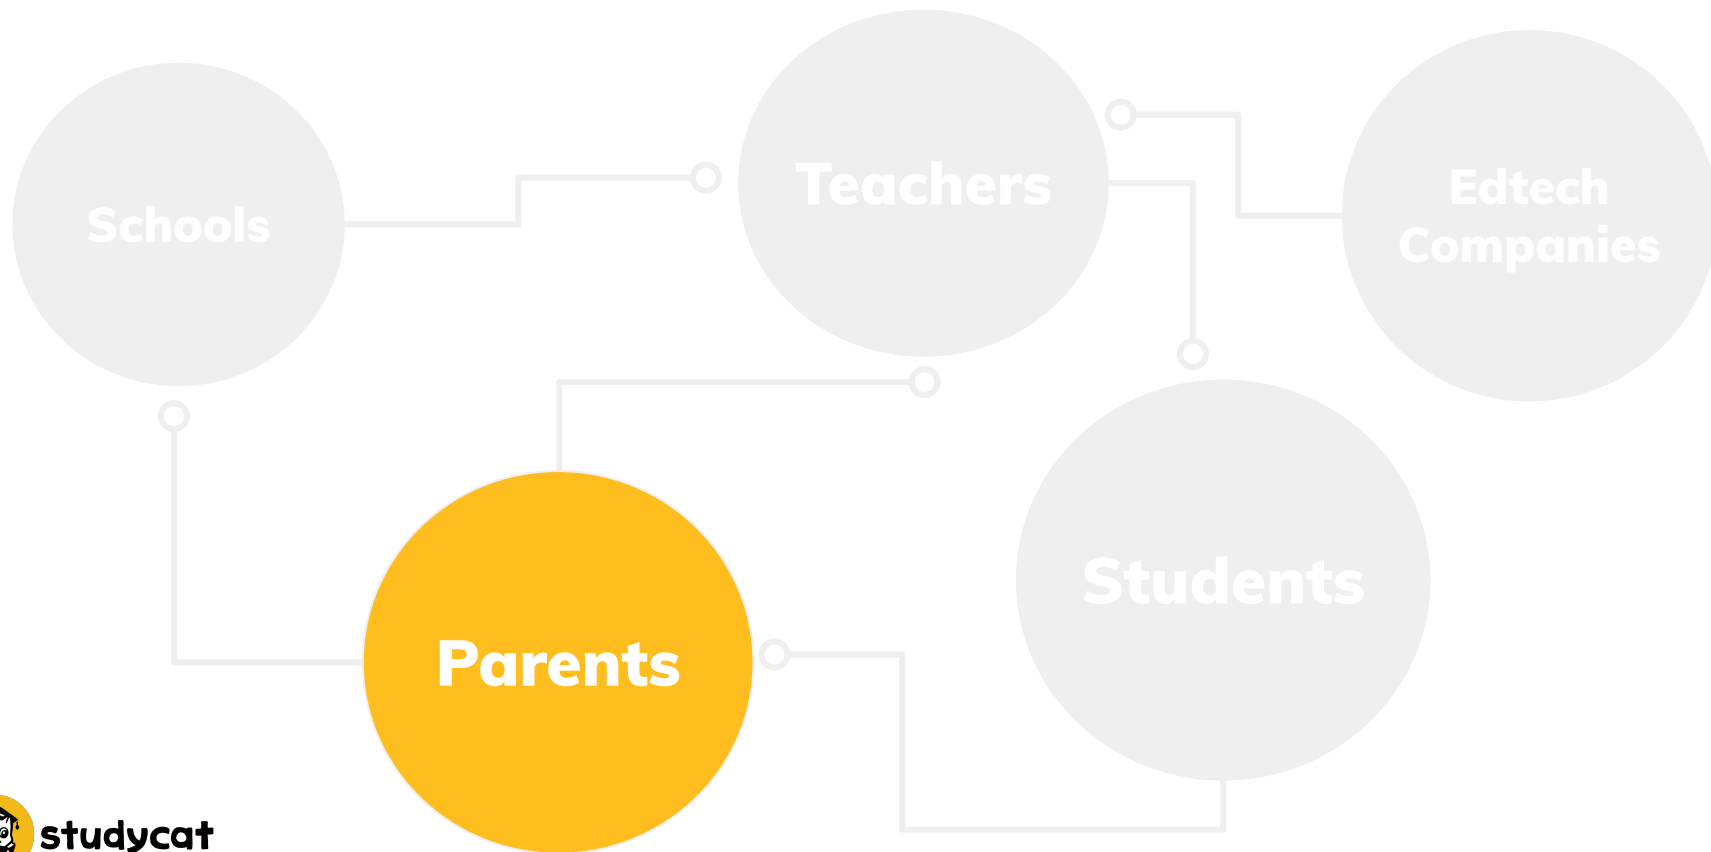 Schools
Teachers
Edtech
Companies
Students
Parents
studycat